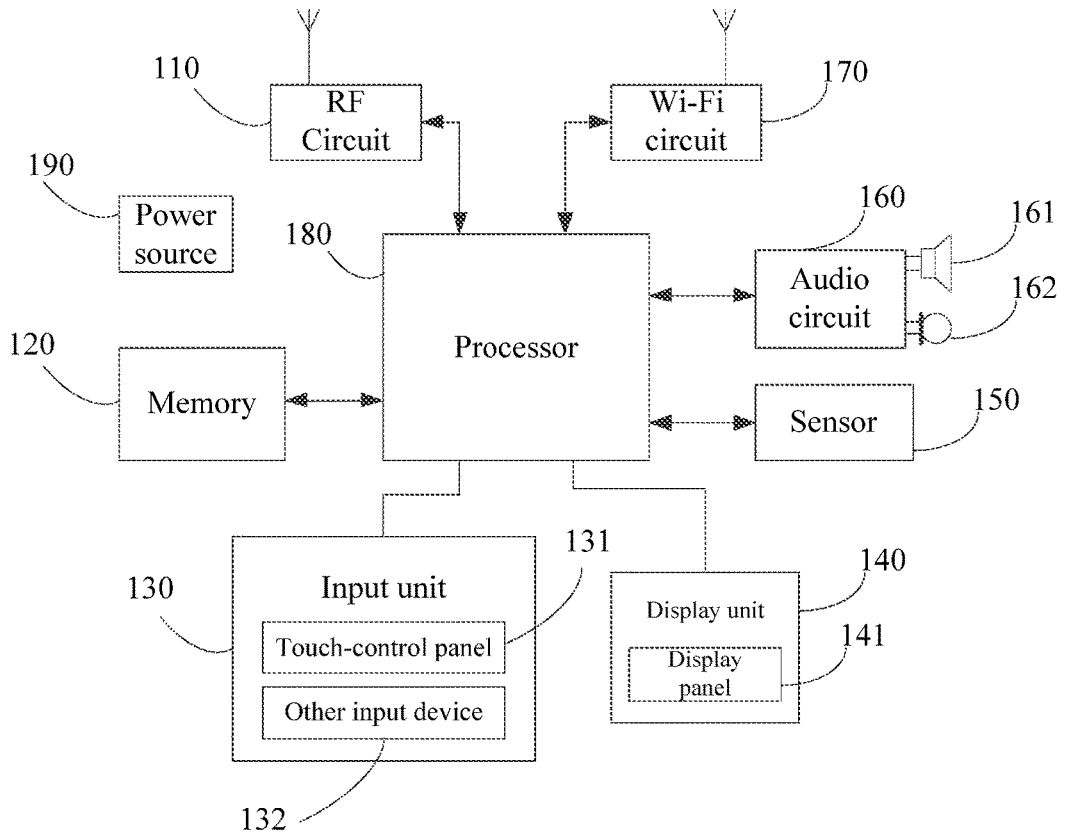 110
RF
Circuit
Wi-Fi
circuit
170
190
Power
source
180
Processor
160
Audio
circuit
161
162
120
Memory
Sensor
150
130
Input unit
131
Touch-control panel
Other input device
132
Display unit
140
Display
panel
141